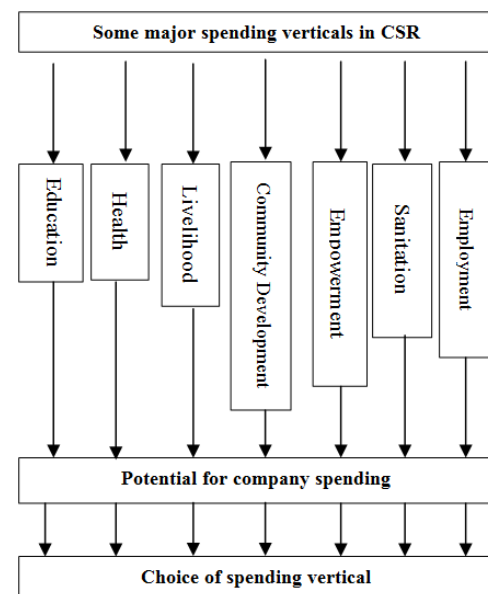 Some major spending verticals in CSR
Education
Health
Livelihood
Community Development
Empowerment
Sanitation
Employment
Potential for company spending
Choice of spending vertical